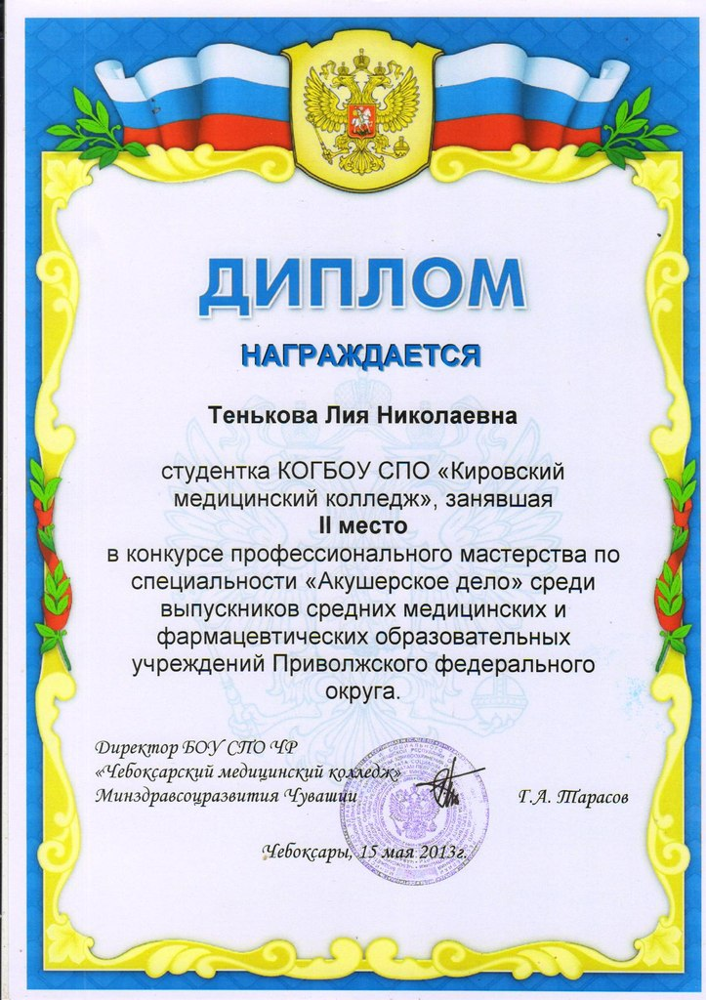 ДИПЛОМ
НАГРАЖДАЕТСЯ
Тенькова Лия Николаевна
студентка КОГБОУ СПО «Кировский
медицинский колледж», занявшая
II место
в конкурсе профессионального мастерства по
специальности «Акушерское дело» среди
выпускников средних медицинских и
фармацевтических образовательных
учреждений Приволжского федерального
округа.
Директор БОУ СПО ЧР
«Чебоксарский медицинский колледж»
Минздравсоцразвития Чувашии
Г.А. Тарасов
Чебоксары, 15 мая 2013г.